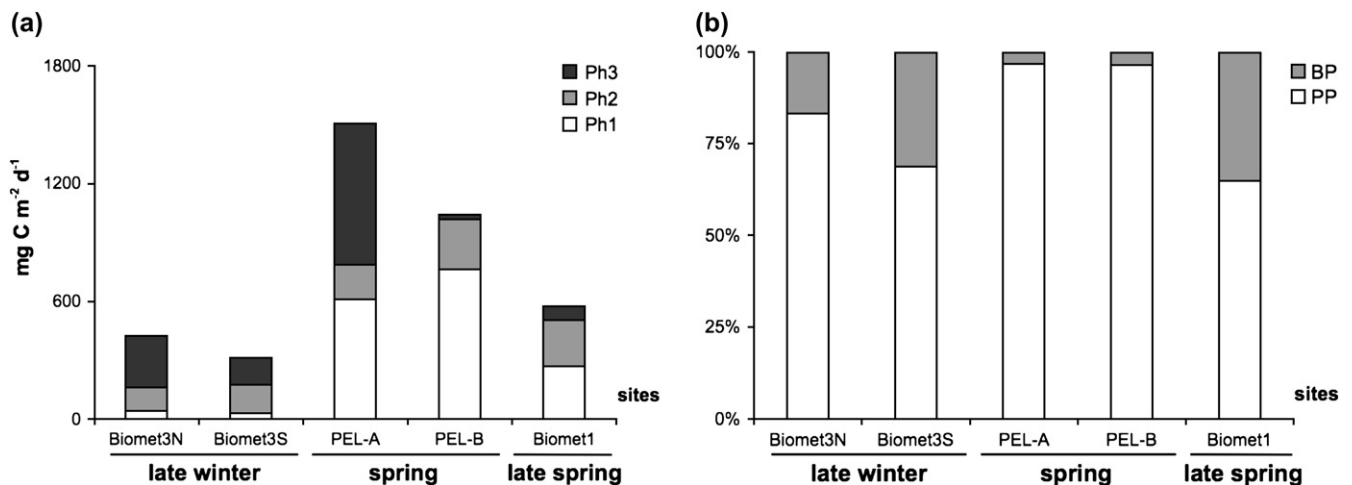 (a)
mg C m⁻² d⁻¹
1800
1200
600
0
Ph3
Ph2
Ph1
sites
Biomet3N Biomet3S PEL-A PEL-B Biomet1
late winter spring late spring
(b)
100%
75%
50%
25%
0%
BP
PP
sites
Biomet3N Biomet3S PEL-A PEL-B Biomet1
late winter spring late spring